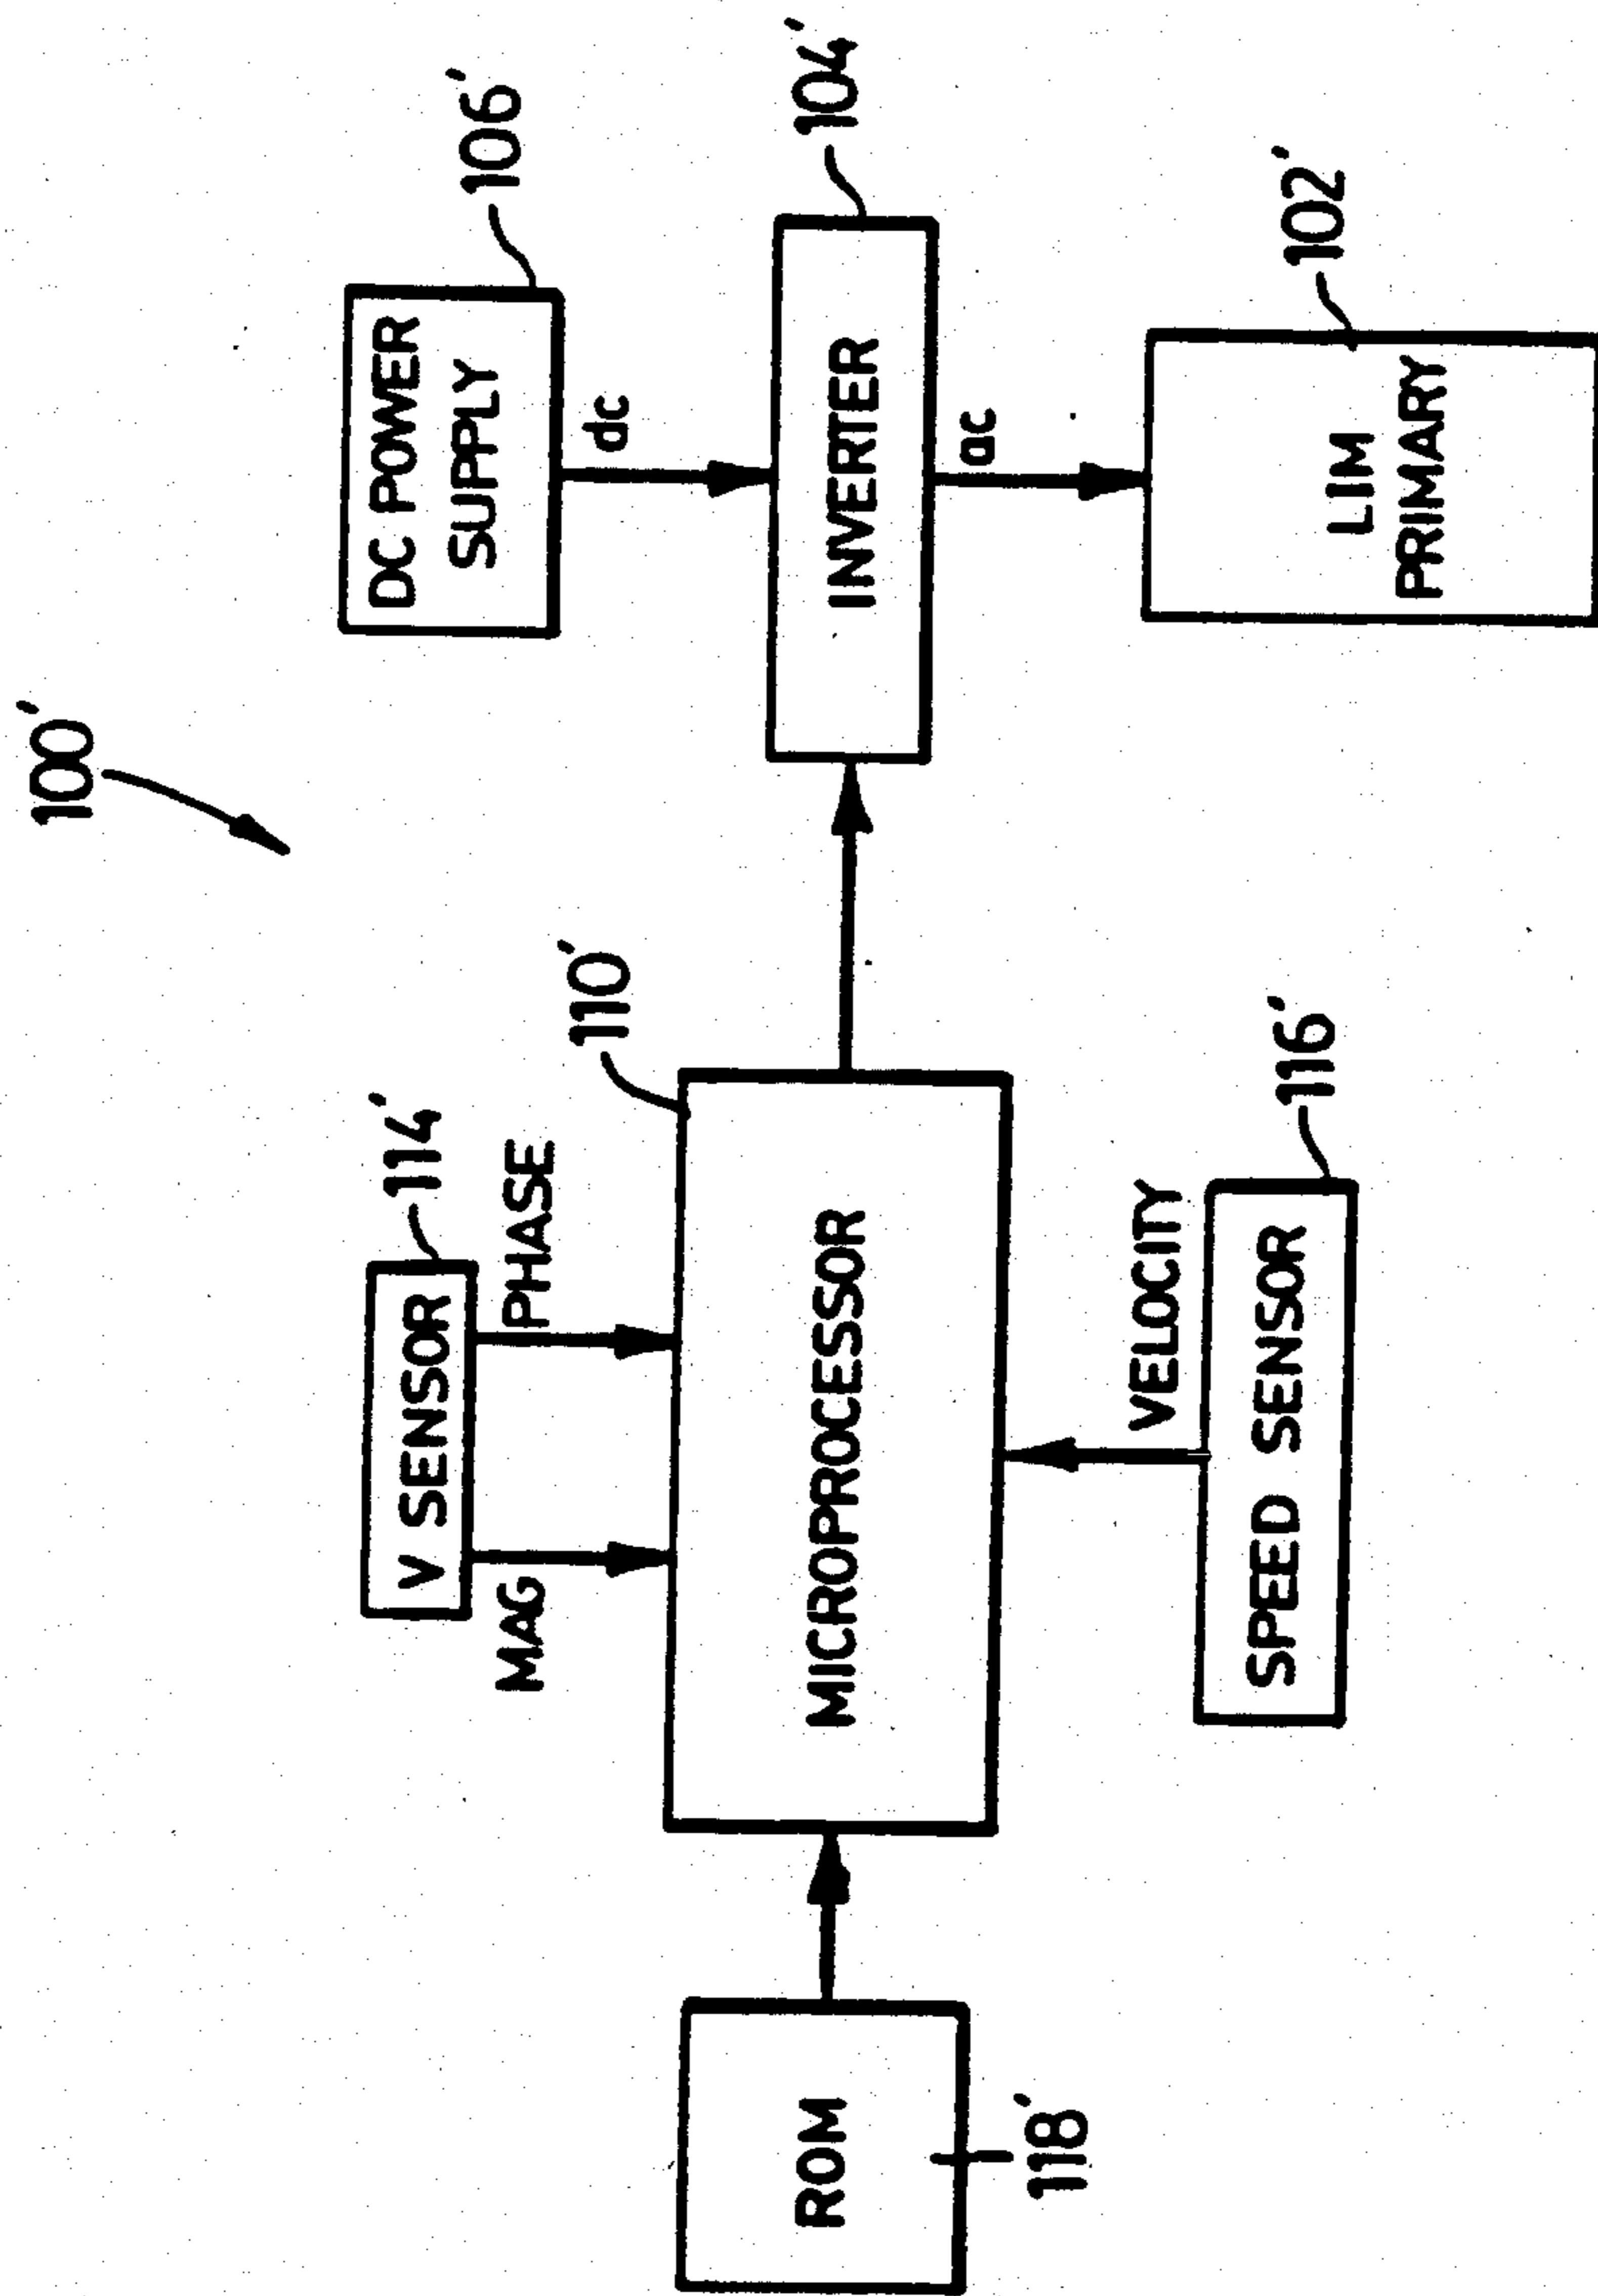 100'
106'
DC POWER
SUPPLY
dc
104'
INVERTER
ac
102'
LIM
PRIMARY
114'
V SENSOR
MAG
PHASE
110'
MICROPROCESSOR
VELOCITY
116'
SPEED SENSOR
ROM
118'